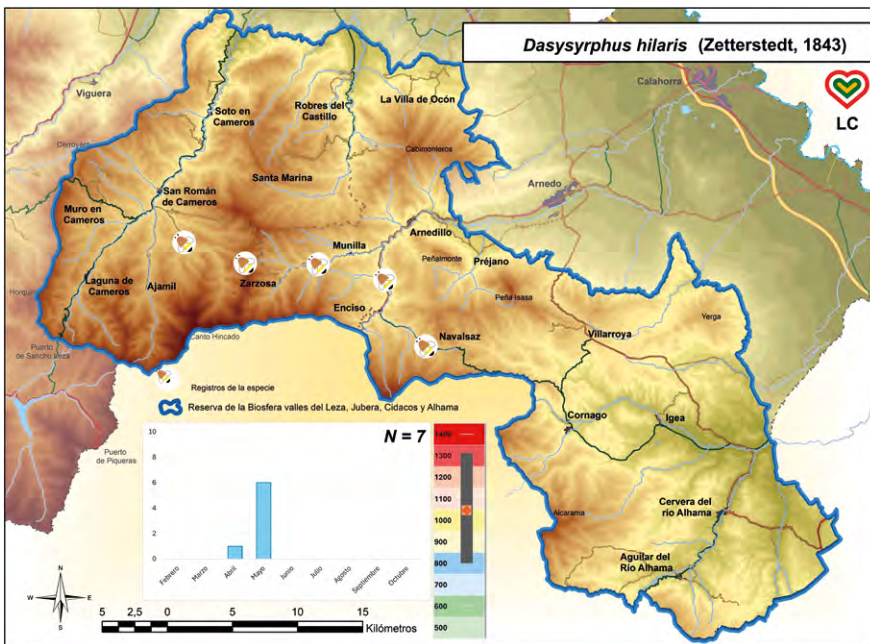 Dasysyrphus hilaris (Zetterstedt, 1843)
LC
Calahorra
Viguera
Soto en
Cameros
Robres del
Castillo
La Villa de Ocón
Cabimonteros
Santa Marina
San Román
de Cameros
Muro en
Cameros
Arnedo
Arnedillo
Munilla
Peñalmonte
Préjano
Laguna de
Cameros
Ajamil
Zarzosa
Enciso
Peña Isasa
Navalsaz
Villarroya
Yerga
Canto Hincado
Puerto
de Sancho Leza
Puerto
de Piqueras
Cornago
Igea
Alcarama
Cervera del
río Alhama
Aguilar del
Río Alhama
Registros de la especie
Reserva de la Biosfera valles del Leza, Jubera, Cidacos y Alhama
N = 7
10
8
6
4
2
0
Febrero
Marzo
Abril
Mayo
Junio
Julio
Agosto
Septiembre
Octubre
1400
1300
1200
1100
1000
900
800
700
600
500
N
W
E
S
5
2,5
0
5
10
15
Kilómetros